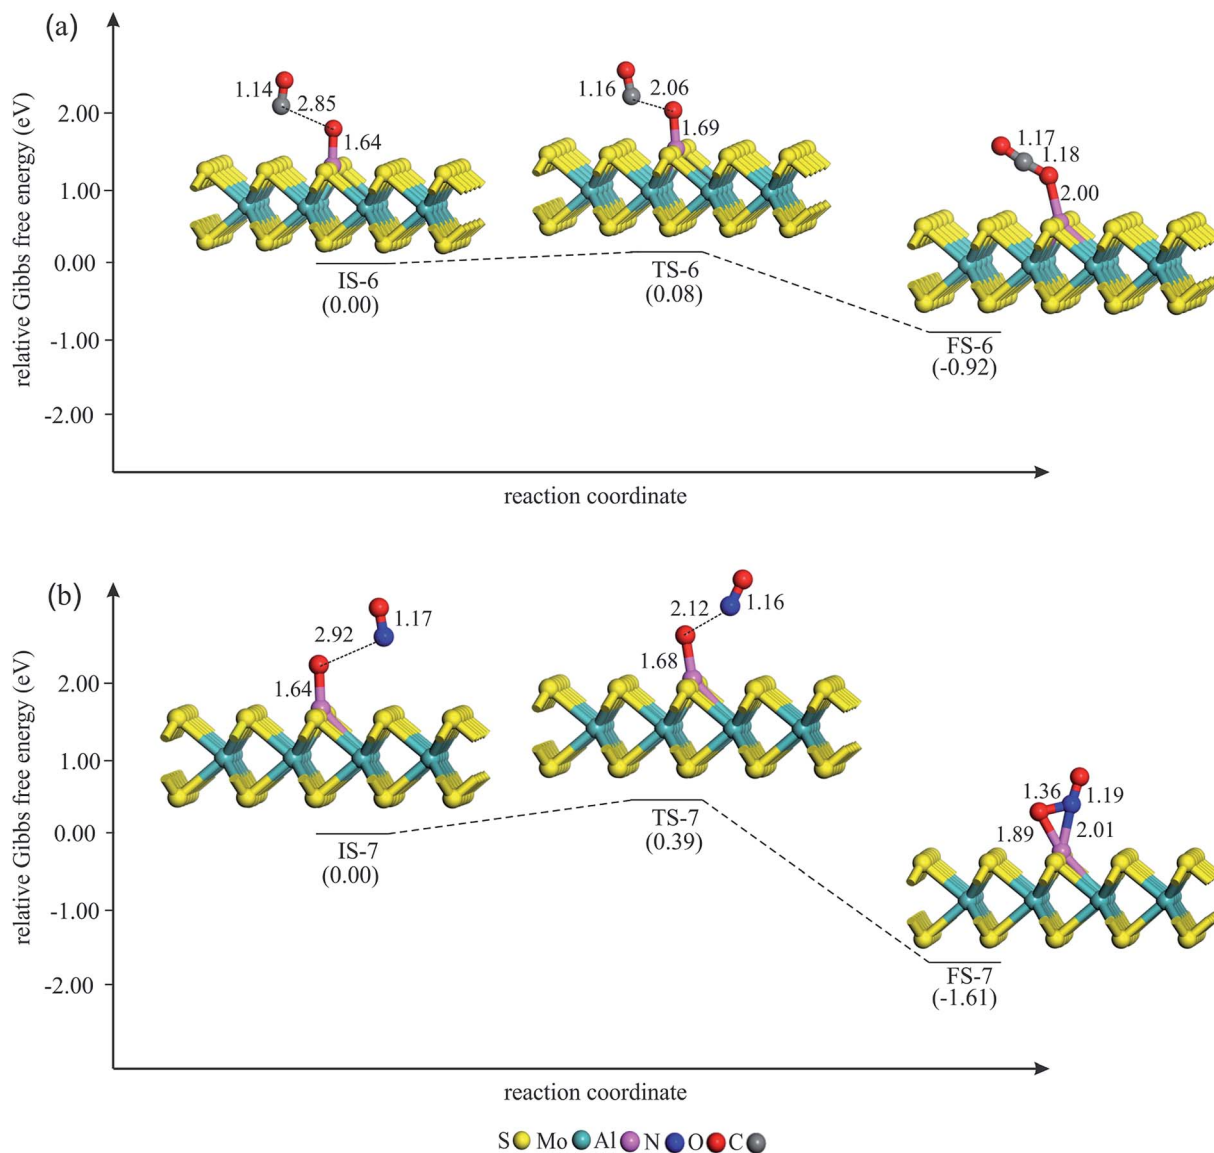 (a)
relative Gibbs free energy (eV)
2.00
1.00
0.00
-1.00
-2.00
1.14
2.85
1.64
IS-6
(0.00)
1.16
2.06
1.69
TS-6
(0.08)
1.17
1.18
2.00
FS-6
(-0.92)
reaction coordinate
(b)
relative Gibbs free energy (eV)
2.00
1.00
0.00
-1.00
-2.00
1.17
2.92
1.64
IS-7
(0.00)
2.12
1.16
1.68
TS-7
(0.39)
1.36
1.19
1.89
2.01
FS-7
(-1.61)
reaction coordinate
S Mo Al N O C